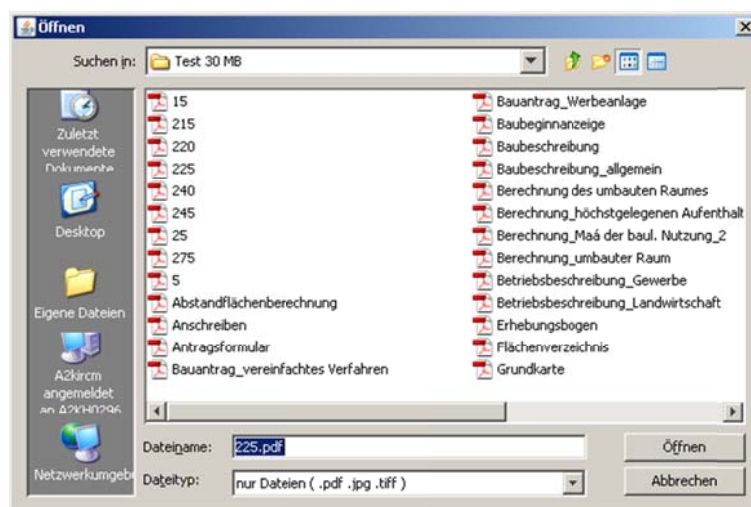 Öffnen
Suchen in: Test 30 MB
Zuletzt
verwendete
Dokumente
Desktop
Eigene Dateien
A2kircm
angemeldet
an A2KH0296
Netzwerkumgeb
15
215
220
225
240
245
25
275
5
Abstandflächenberechnung
Anschreiben
Antragsformular
Bauantrag_vereinfachtes Verfahren
Bauantrag_Werbeanlage
Baubeginnanzeige
Baubeschreibung
Baubeschreibung_allgemein
Berechnung des umbauten Raumes
Berechnung_höchstgelegenen Aufenthalt
Berechnung_Maá der baul. Nutzung_2
Berechnung_umbauter Raum
Betriebsbeschreibung_Gewerbe
Betriebsbeschreibung_Landwirtschaft
Erhebungsbogen
Flächenverzeichnis
Grundkarte
Dateiname: 225.pdf Öffnen
Dateityp: nur Dateien ( .pdf .jpg .tiff ) Abbrechen